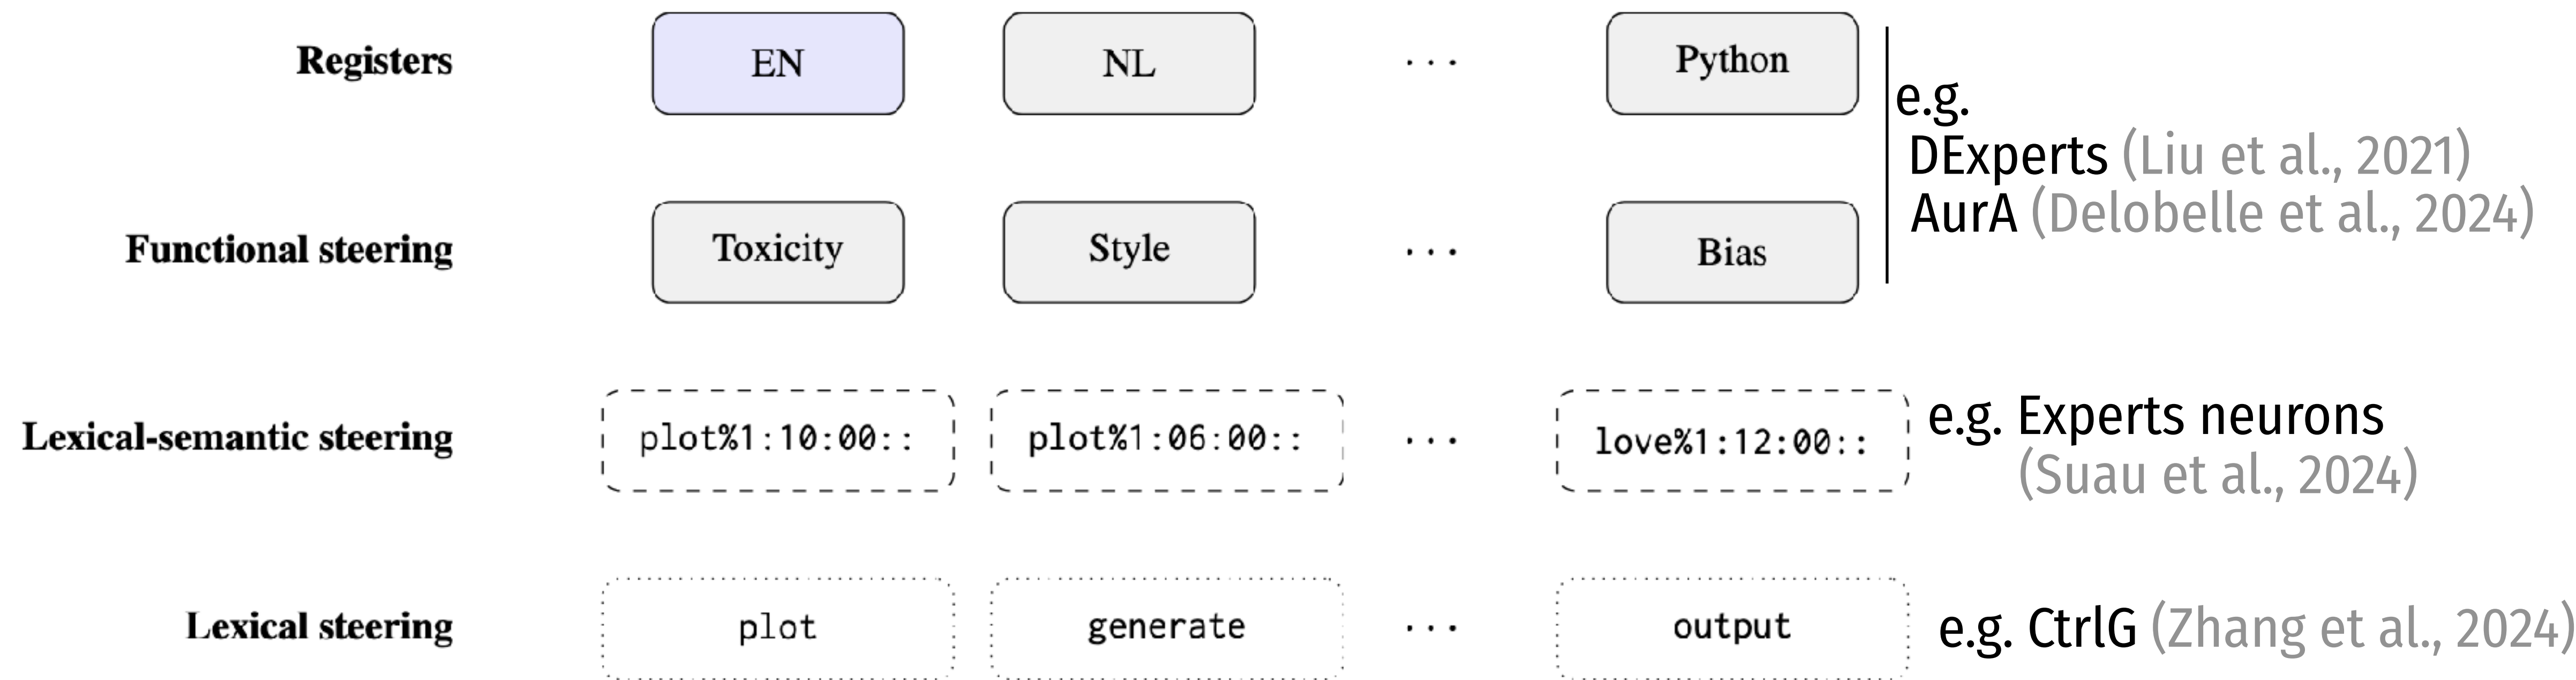 Registers EN NL ... Python
e.g.
DExperts (Liu et al., 2021)
AurA (Delobelle et al., 2024)
Functional steering Toxicity Style ... Bias
Lexical-semantic steering plot%1:10:00:: plot%1:06:00:: ... love%1:12:00:: e.g. Experts neurons
(Suau et al., 2024)
Lexical steering plot generate ... output e.g. CtrlG (Zhang et al., 2024)